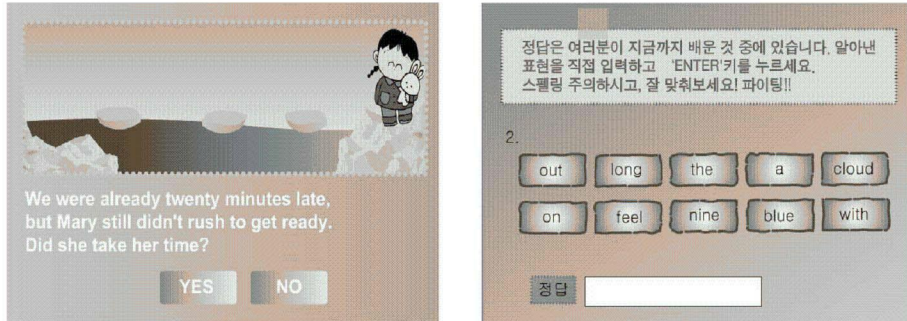 We were already twenty minutes late,
but Mary still didn't rush to get ready.
Did she take her time?
YES NO
정답은 여러분이 지금까지 배운 것 중에 있습니다. 알아낸
표현을 직접 입력하고 'ENTER'키를 누르세요.
스펠링 주의하시고, 잘 맞춰보세요! 파이팅!!
2.
out long the a cloud
on feel nine blue with
정답